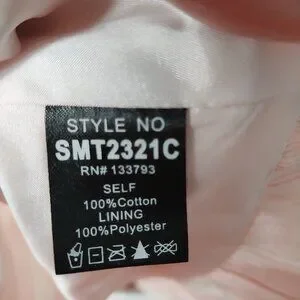 STYLE NO
SMT2321C
RN# 133793
SELF
100%Cotton
LINING
100%Polyester